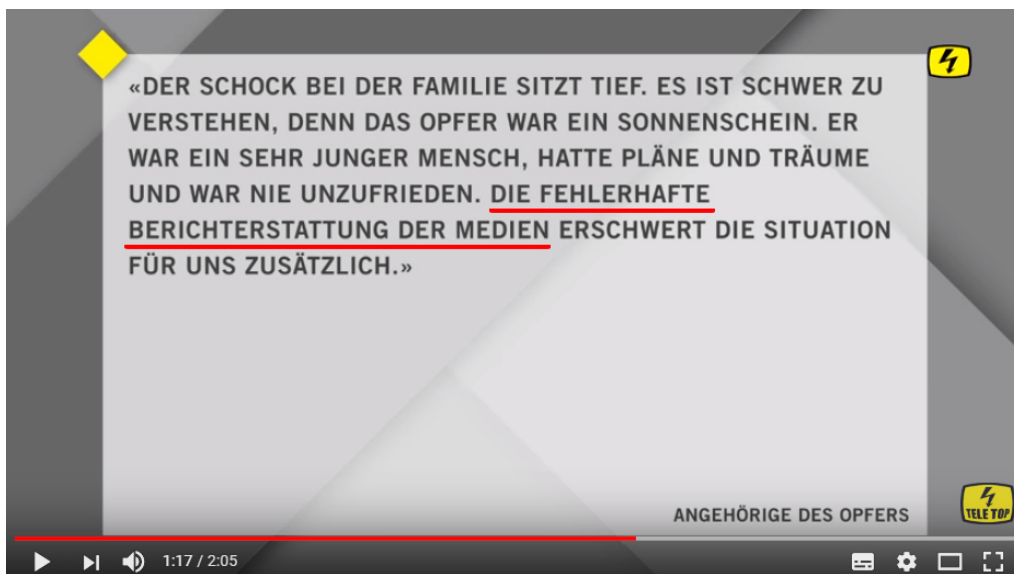 «DER SCHOCK BEI DER FAMILIE SITZT TIEF. ES IST SCHWER ZU
VERSTEHEN, DENN DAS OPFER WAR EIN SONNENSCHEIN. ER
WAR EIN SEHR JUNGER MENSCH, HATTE PLÄNE UND TRÄUME
UND WAR NIE UNZUFRIEDEN. DIE FEHLERHAFTE
BERICHTERSTATTUNG DER MEDIEN ERSCHWERT DIE SITUATION
FÜR UNS ZUSÄTZLICH.»
ANGEHÖRIGE DES OPFERS
TELE TOP
1:17 / 2:05